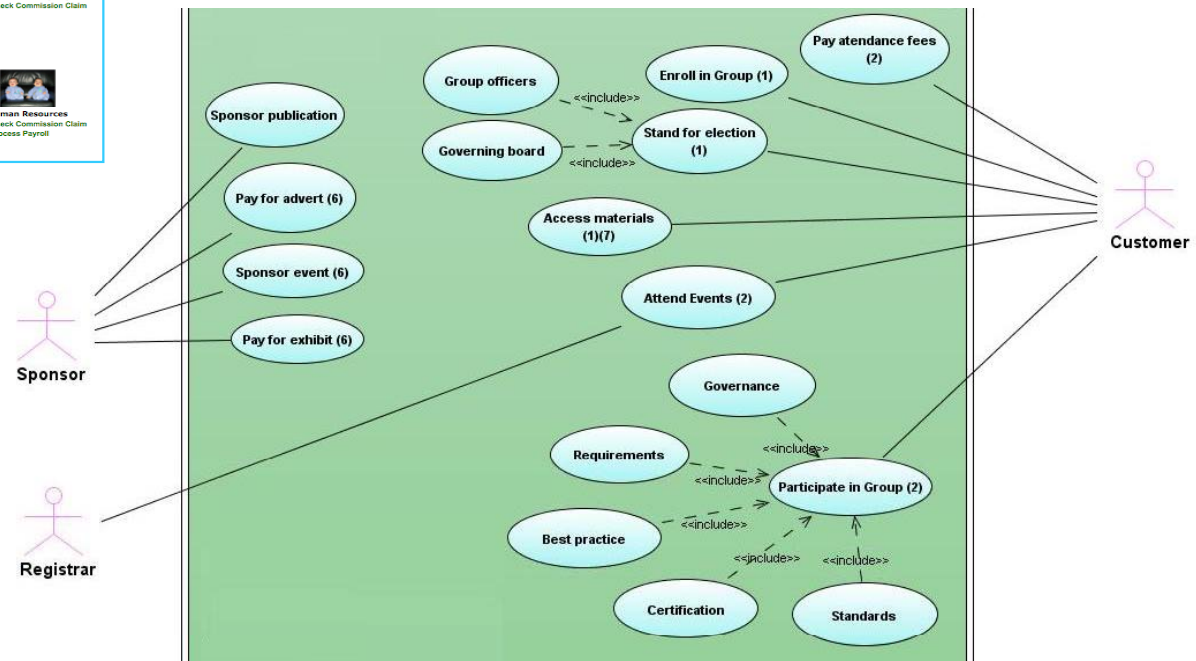 eck Commission Claim
man Resources
eck Commission Claim
ocess Payroll
Pay atendance fees
(2)
Group officers
Enroll in Group (1)
<<include>>
Sponsor publication
Stand for election
(1)
Governing board
<<include>>
Pay for advert (6)
Access materials
(1)(7)
Customer
Sponsor event (6)
Attend Events (2)
Pay for exhibit (6)
Sponsor
Governance
<<include>>
Requirements
<<include>>
Participate in Group (2)
<<include>>
Best practice
<<include>>
<<include>>
Registrar
Certification
Standards